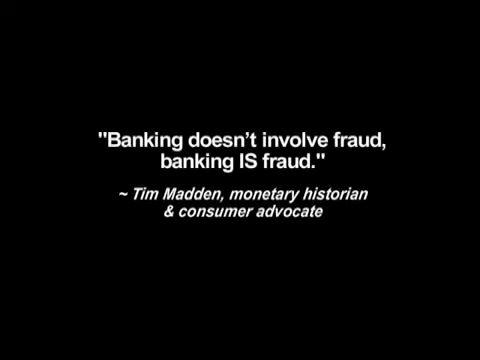 "Banking doesn’t involve fraud,
banking IS fraud."
~ Tim Madden, monetary historian
& consumer advocate